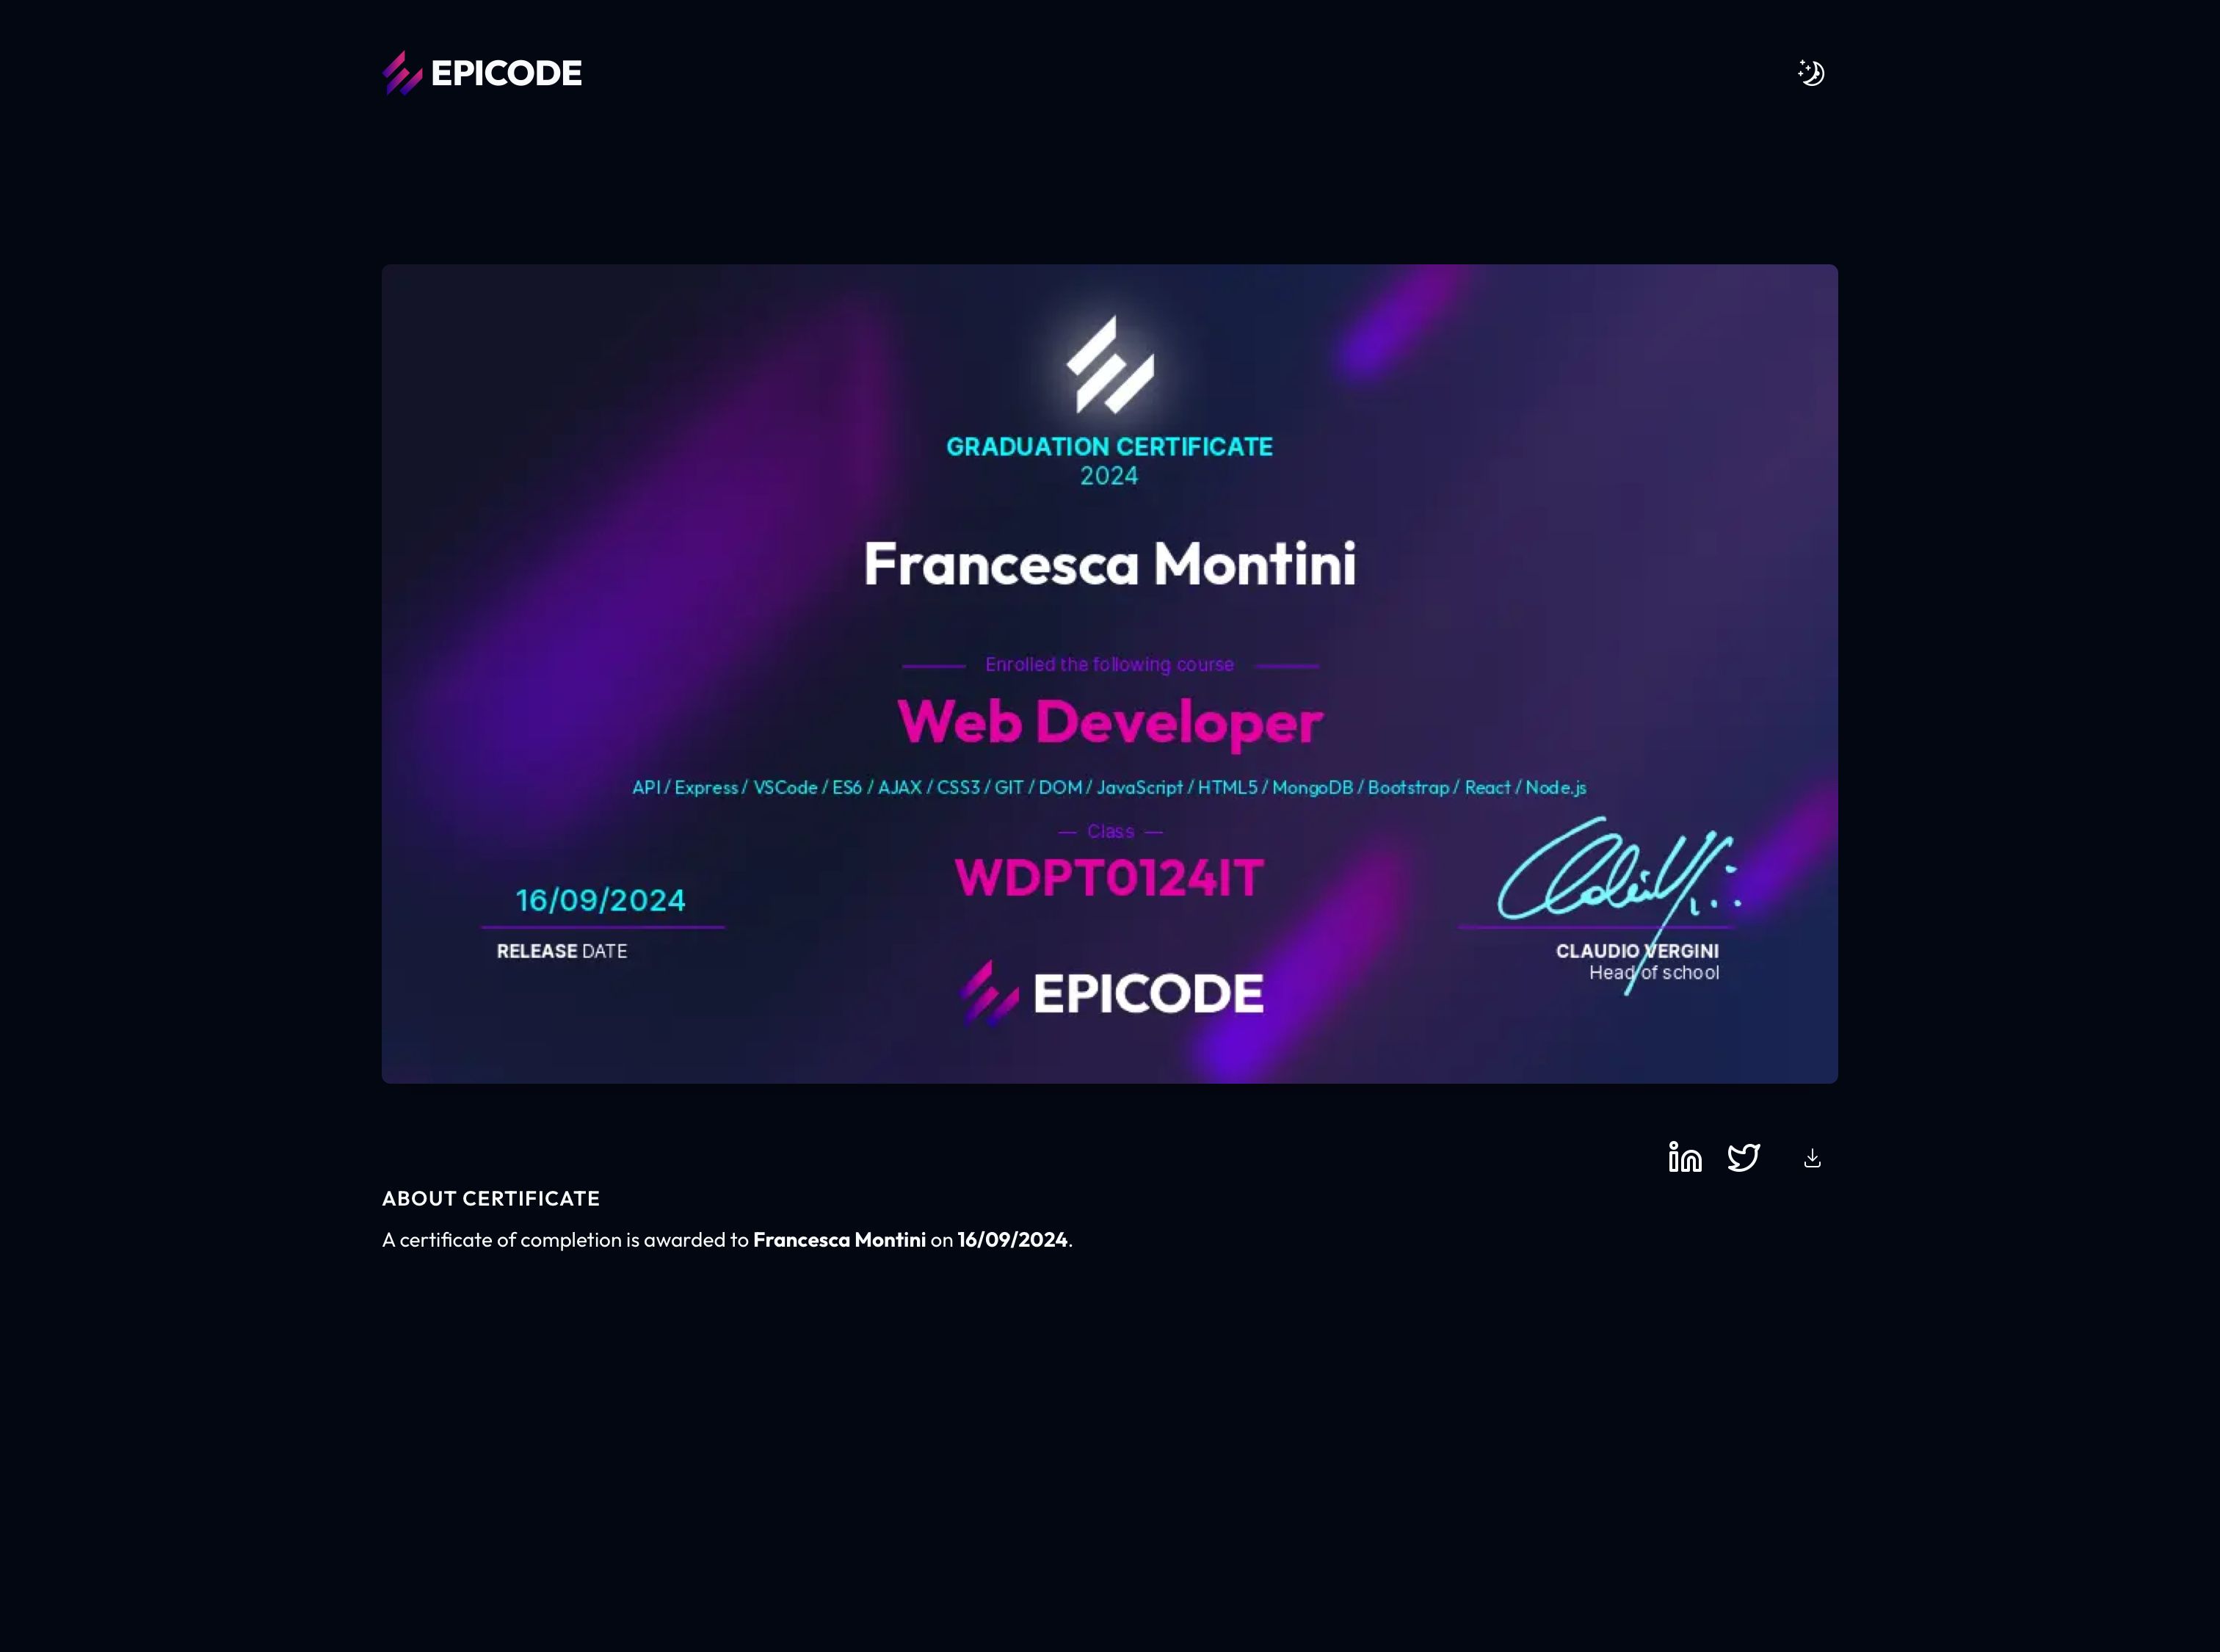 EPICODE
GRADUATION CERTIFICATE
2024
Francesca Montini
Enrolled the following course
Web Developer
API / Express / VSCode / ES6 / AJAX / CSS3 / GIT / DOM / JavaScript / HTML5 / MongoDB / Bootstrap / React / Node.js
— Class —
WDPT0124IT
16/09/2024
RELEASE DATE
CLAUDIO VERGINI
Head of school
EPICODE
ABOUT CERTIFICATE
A certificate of completion is awarded to Francesca Montini on 16/09/2024.